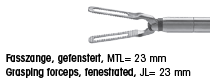 Fasszange, gefenstert, MTL= 23 mm
Grasping forceps, fenestrated, JL= 23 mm